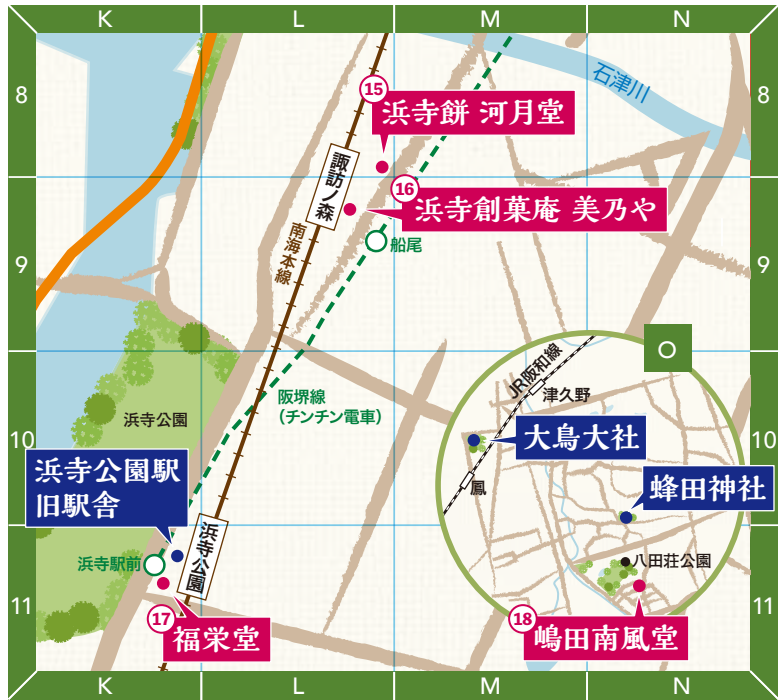 K L M N
8
8
石津川
15
浜寺餅 河月堂
諏訪ノ森
16
浜寺創菓庵 美乃や
南海本線
船尾
9
9
O
JR阪和線
津久野
阪堺線
(チンチン電車)
浜寺公園
大鳥大社
10
10
浜寺公園駅
旧駅舎
鳳
蜂田神社
浜寺公園
浜寺駅前
八田荘公園
11
11
17
福栄堂
18
嶋田南風堂
K L M N